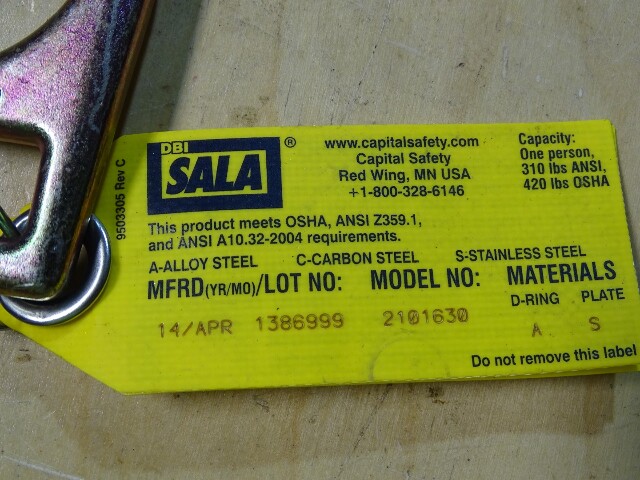 9503305 Rev C
DBI
SALA®
www.capitalsafety.com
Capital Safety
Red Wing, MN USA
+1-800-328-6146
Capacity:
One person,
310 lbs ANSI,
420 lbs OSHA
This product meets OSHA, ANSI Z359.1,
and ANSI A10.32-2004 requirements.
A-ALLOY STEEL C-CARBON STEEL S-STAINLESS STEEL
MFRD(YR/MO)/LOT NO: MODEL NO: MATERIALS
D-RING PLATE
14/APR 1386999 2101630 A S
Do not remove this label